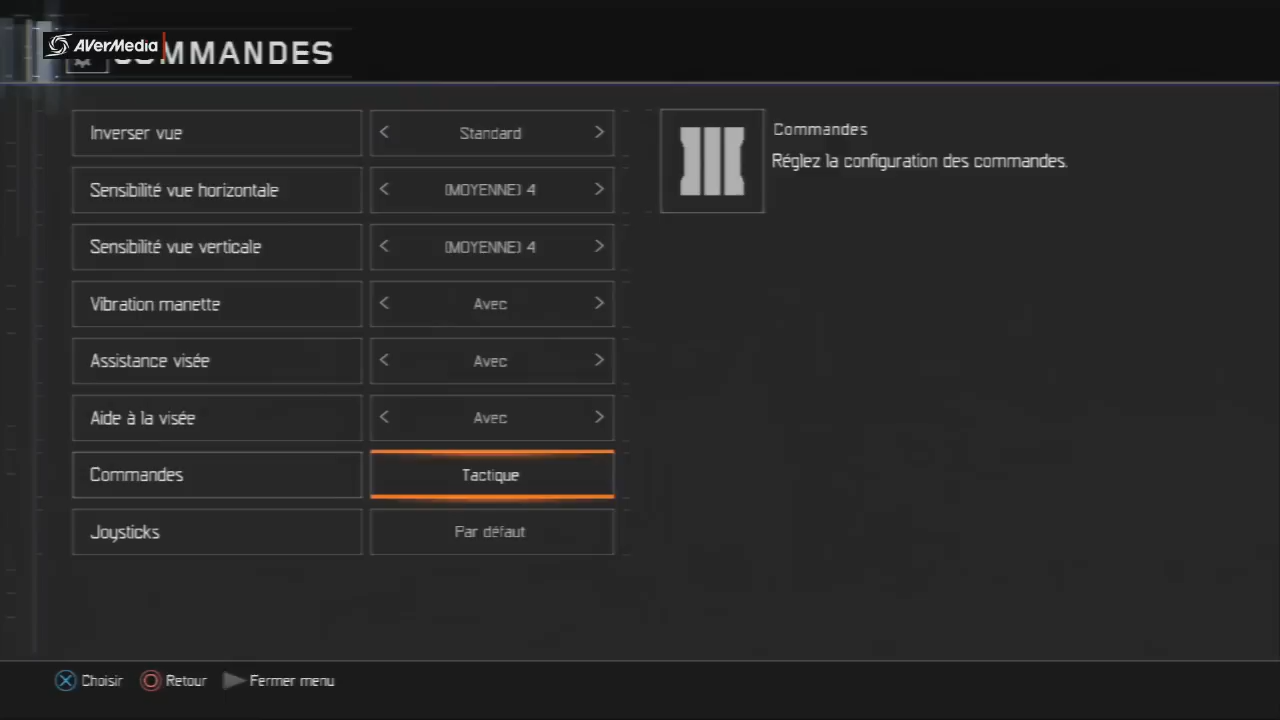 AVerMedia
COMMANDES
Inverser vue
Standard
Sensibilité vue horizontale
(MOYENNE) 4
Sensibilité vue verticale
(MOYENNE) 4
Vibration manette
Avec
Assistance visée
Avec
Aide à la visée
Avec
Commandes
Tactique
Joysticks
Par défaut
Commandes
Réglez la configuration des commandes.
Choisir
Retour
Fermer menu